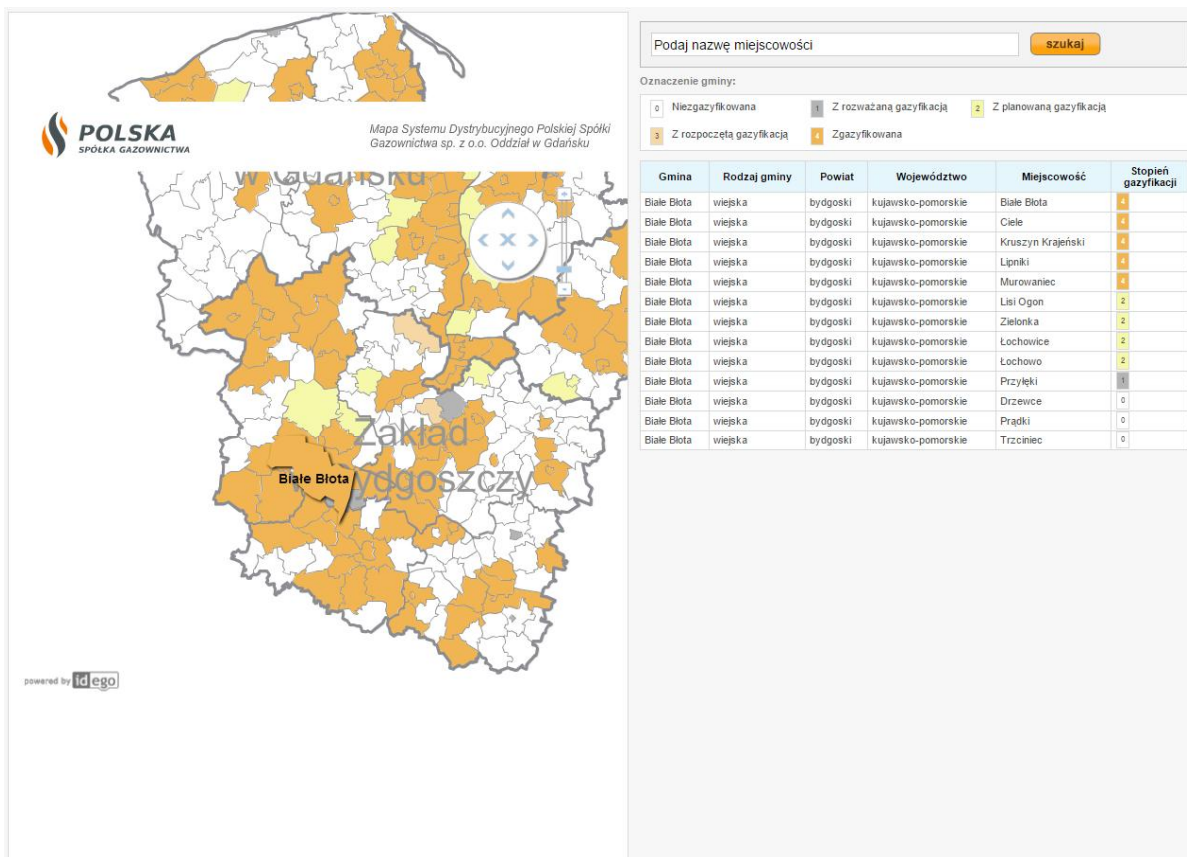 POLSKA
SPÓŁKA GAZOWNICTWA
Mapa Systemu Dystrybucyjnego Polskiej Spółki
Gazownictwa sp. z o.o. Oddział w Gdańsku
w Gdańsku
Zakład
Białe Błota
ydgoszczy
powered by id ego
Podaj nazwę miejscowości
szukaj
Oznaczenie gminy:
0 Niezgazyfikowana 1 Z rozważaną gazyfikacją 2 Z planowaną gazyfikacją
3 Z rozpoczętą gazyfikacją 4 Zgazyfikowana
Gmina Rodzaj gminy Powiat Województwo Miejscowość Stopień
gazyfikacji
Białe Błota wiejska bydgoski kujawsko-pomorskie Białe Błota 4
Białe Błota wiejska bydgoski kujawsko-pomorskie Ciele 4
Białe Błota wiejska bydgoski kujawsko-pomorskie Kruszyn Krajeński 4
Białe Błota wiejska bydgoski kujawsko-pomorskie Lipniki 4
Białe Błota wiejska bydgoski kujawsko-pomorskie Murowaniec 4
Białe Błota wiejska bydgoski kujawsko-pomorskie Lisi Ogon 2
Białe Błota wiejska bydgoski kujawsko-pomorskie Zielonka 2
Białe Błota wiejska bydgoski kujawsko-pomorskie Łochowice 2
Białe Błota wiejska bydgoski kujawsko-pomorskie Łochowo 2
Białe Błota wiejska bydgoski kujawsko-pomorskie Przyłęki 1
Białe Błota wiejska bydgoski kujawsko-pomorskie Drzewce 0
Białe Błota wiejska bydgoski kujawsko-pomorskie Prądki 0
Białe Błota wiejska bydgoski kujawsko-pomorskie Trzciniec 0